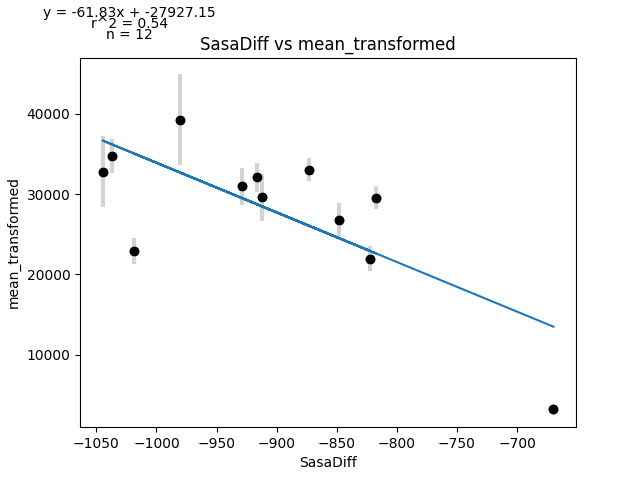 y = -61.83x + -27927.15
r^2 = 0.54
n = 12
SasaDiff vs mean_transformed
40000
30000
20000
10000
mean_transformed
−1050 −1000 −950 −900 −850 −800 −750 −700
SasaDiff